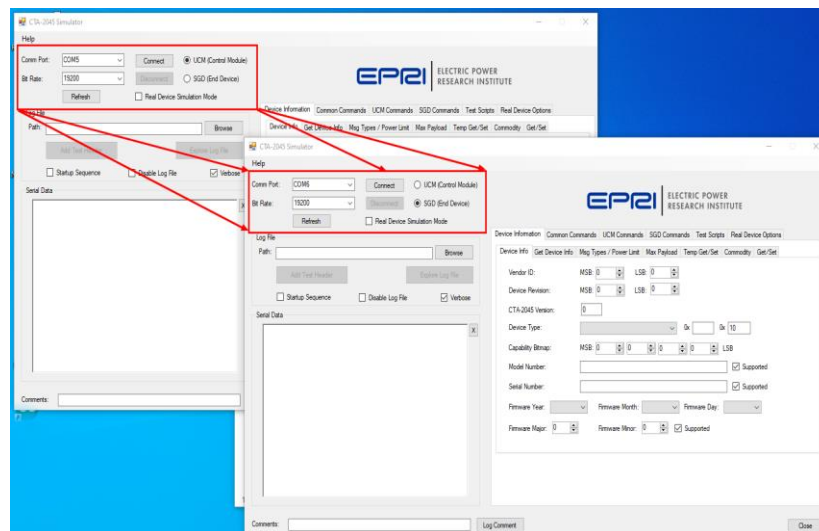 CTA-2045 Simulator
Help
Comm Port: COM5 Connect UCM (Control Module)
Bit Rate: 19200 Disconnect SGD (End Device)
Refresh Real Device Simulation Mode
EPRI ELECTRIC POWER
RESEARCH INSTITUTE
Log File
Device Information Common Commands UCM Commands SGD Commands Test Scripts Real Device Options
Path: Browse
Device Info Get Device Info Msg Types / Power Limit Max Payload Temp Get/Set Commodity Get/Set
Add Test Header Explore Log File
Startup Sequence Disable Log File Verbose
Serial Data
Comments:
CTA-2045 Simulator
Help
Comm Port: COM6 Connect UCM (Control Module)
Bit Rate: 19200 Disconnect SGD (End Device)
Refresh Real Device Simulation Mode
EPRI ELECTRIC POWER
RESEARCH INSTITUTE
Log File
Path: Browse
Add Test Header Explore Log File
Startup Sequence Disable Log File Verbose
Serial Data
X
Device Information Common Commands UCM Commands SGD Commands Test Scripts Real Device Options
Device Info Get Device Info Msg Types / Power Limit Max Payload Temp Get/Set Commodity Get/Set
Vendor ID: MSB: 0 LSB: 0
Device Revision: MSB: 0 LSB: 0
CTA-2045 Version: 0
Device Type: 0x 0x 10
Capability Bitmap: MSB: 0 0 0 0 LSB
Model Number: Supported
Serial Number: Supported
Firmware Year: Firmware Month: Firmware Day:
Firmware Major: 0 Firmware Minor: 0 Supported
Comments: Log Comment Close